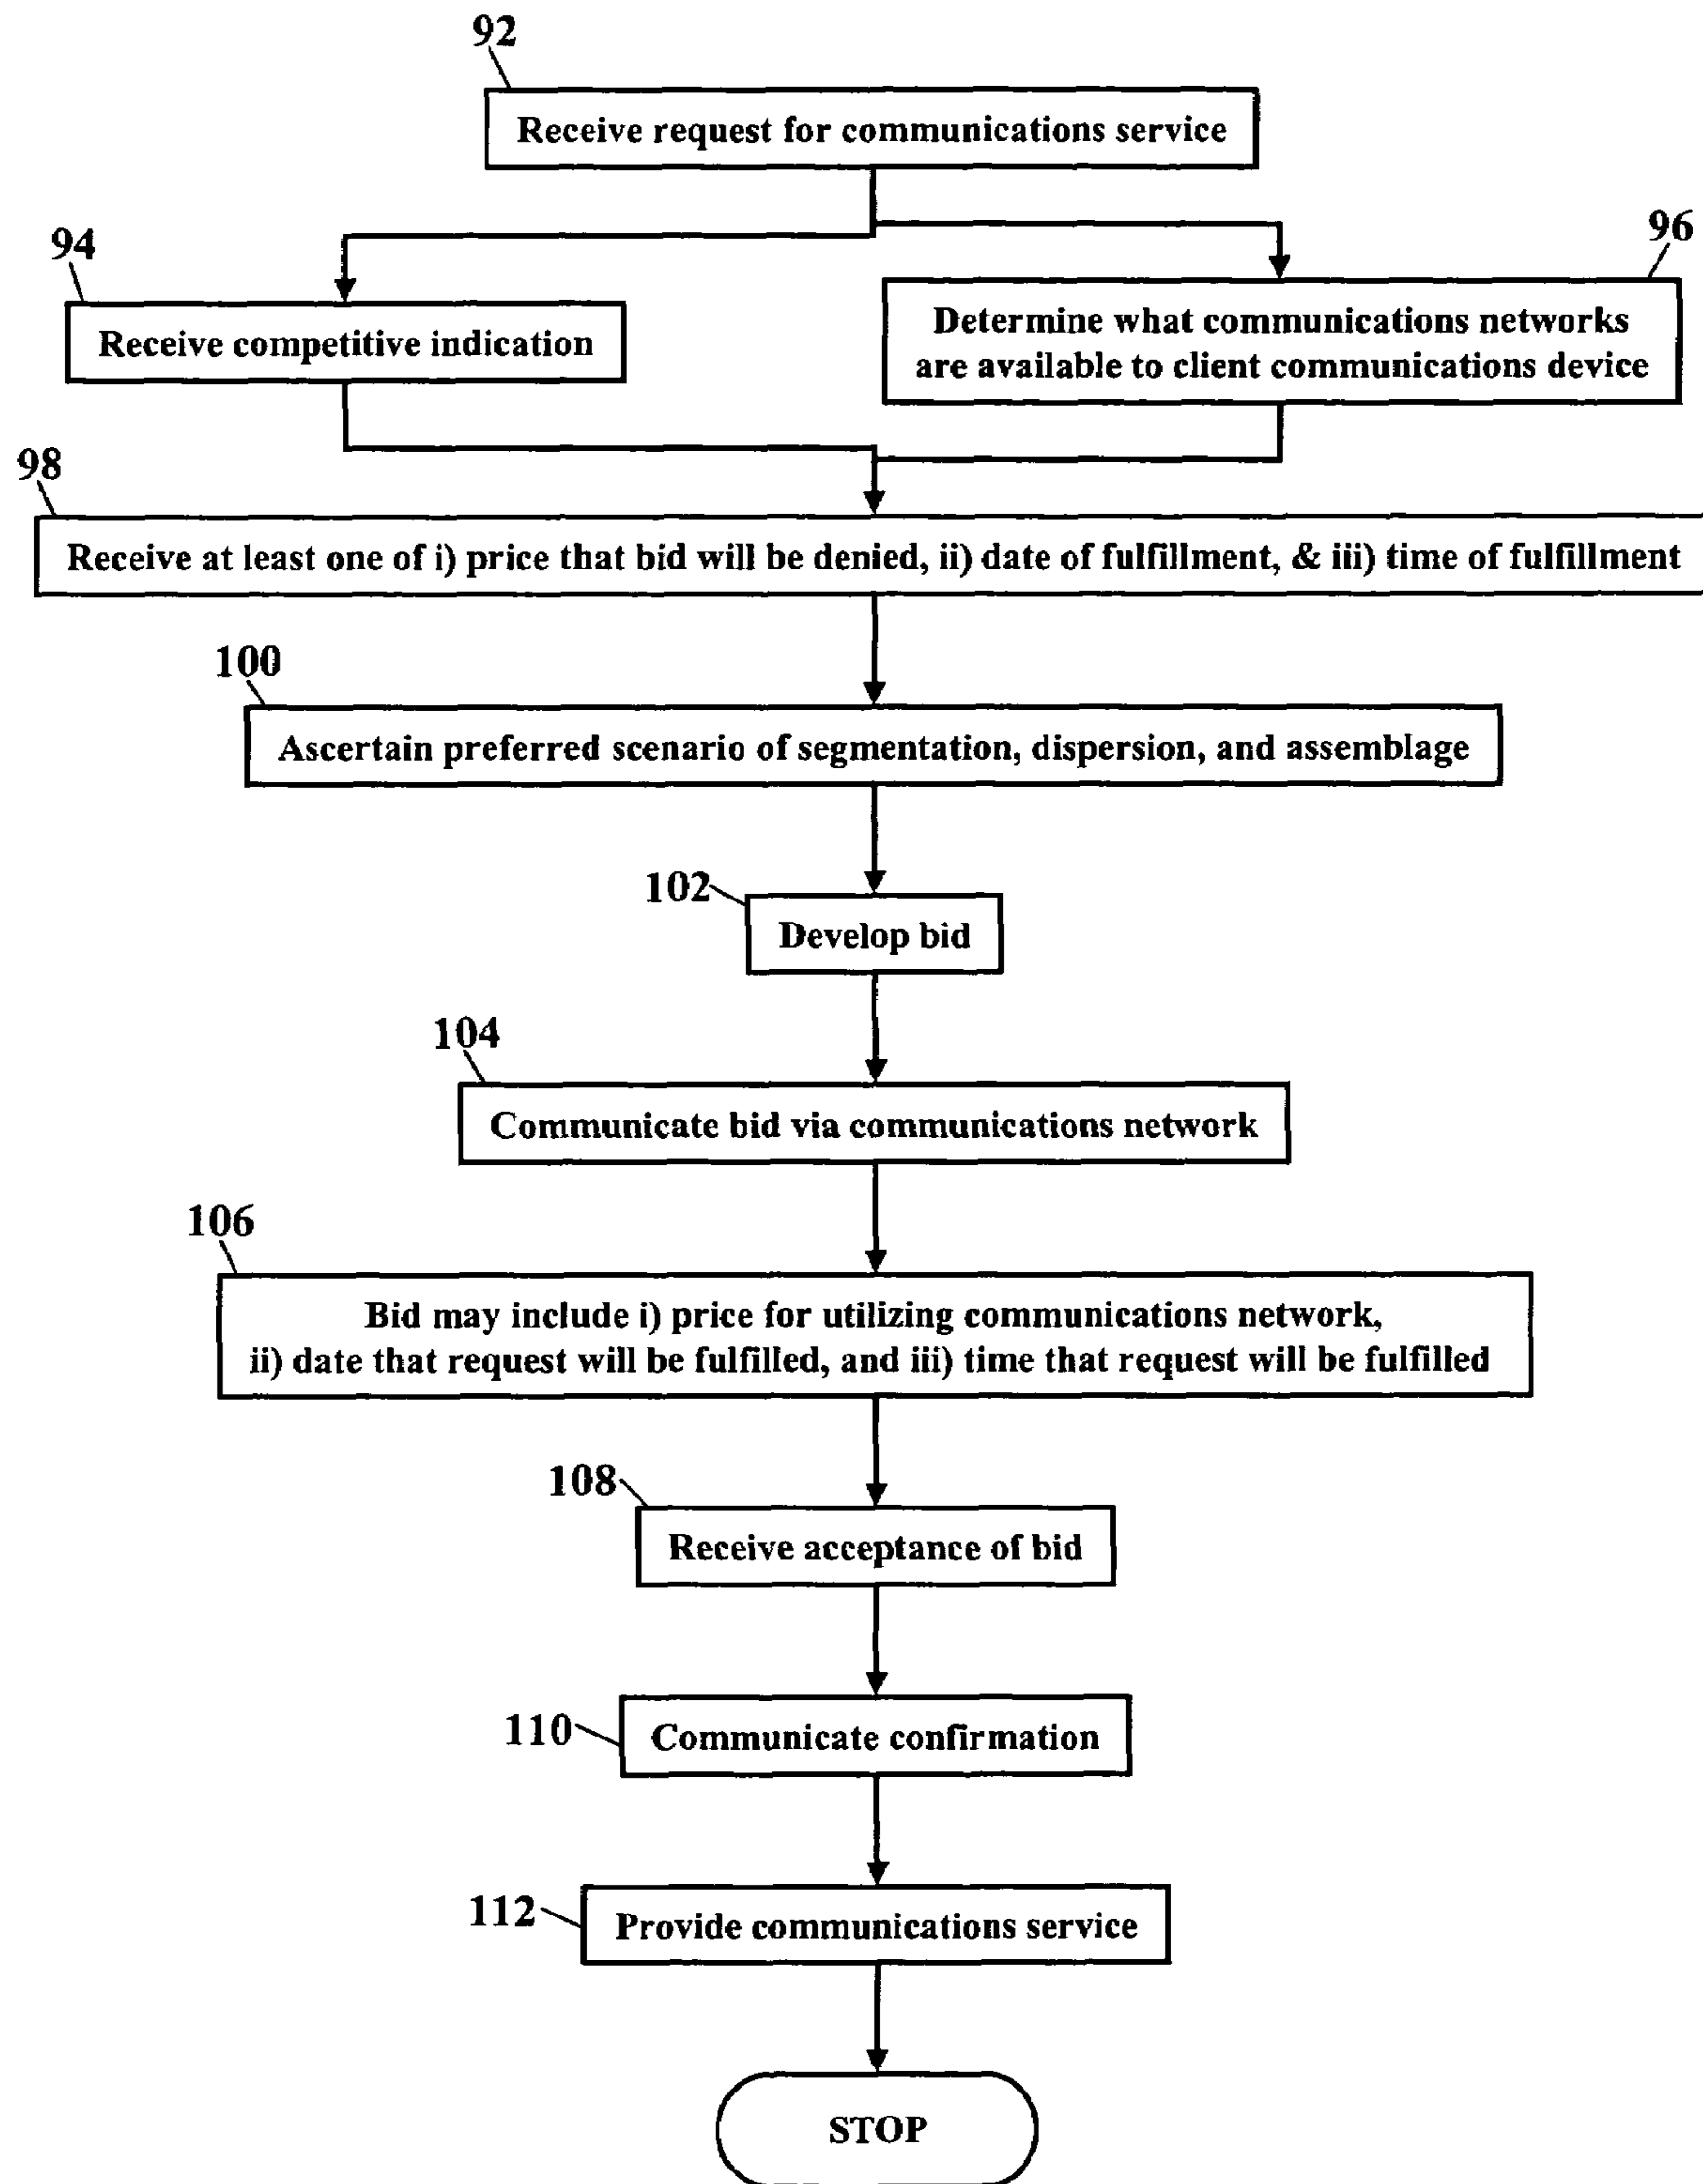 92
Receive request for communications service
94
96
Receive competitive indication
Determine what communications networks
are available to client communications device
98
Receive at least one of i) price that bid will be denied, ii) date of fulfillment, & iii) time of fulfillment
100
Ascertain preferred scenario of segmentation, dispersion, and assemblage
102
Develop bid
104
Communicate bid via communications network
106
Bid may include i) price for utilizing communications network,
ii) date that request will be fulfilled, and iii) time that request will be fulfilled
108
Receive acceptance of bid
110
Communicate confirmation
112
Provide communications service
STOP